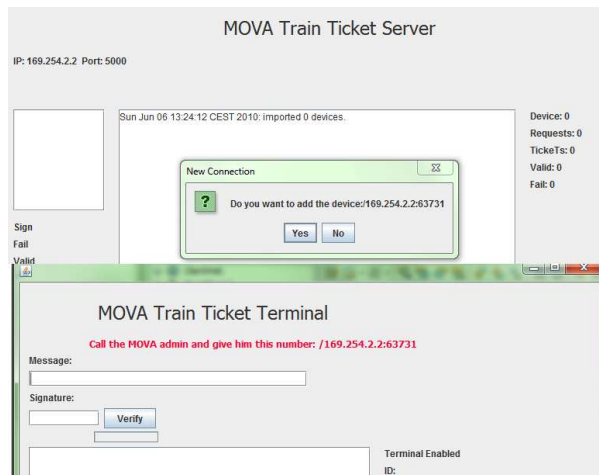 MOVA Train Ticket Server
IP: 169.254.2.2 Port: 5000
Sun Jun 06 13:24:12 CEST 2010: imported 0 devices.
Device: 0
Requests: 0
TickeTs: 0
Valid: 0
Fail: 0
New Connection
?
Do you want to add the device:/169.254.2.2:63731
Yes No
Sign
Fail
Valid
MOVA Train Ticket Terminal
Call the MOVA admin and give him this number: /169.254.2.2:63731
Message:
Signature:
Verify
Terminal Enabled
ID: